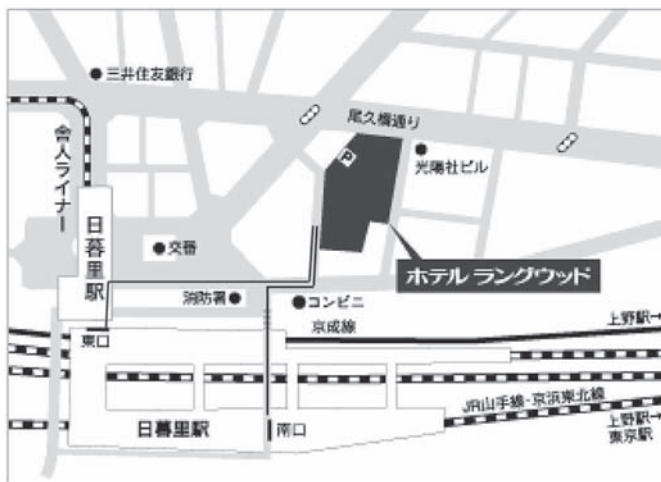 三井住友銀行
尾久橋通り
P
光陽社ビル
舎人ライナー
日暮里駅
交番
ホテル ラングウッド
消防署
コンビニ
東口
京成線
上野駅→
JR山手線・京浜東北線
日暮里駅
南口
上野駅→
東京駅